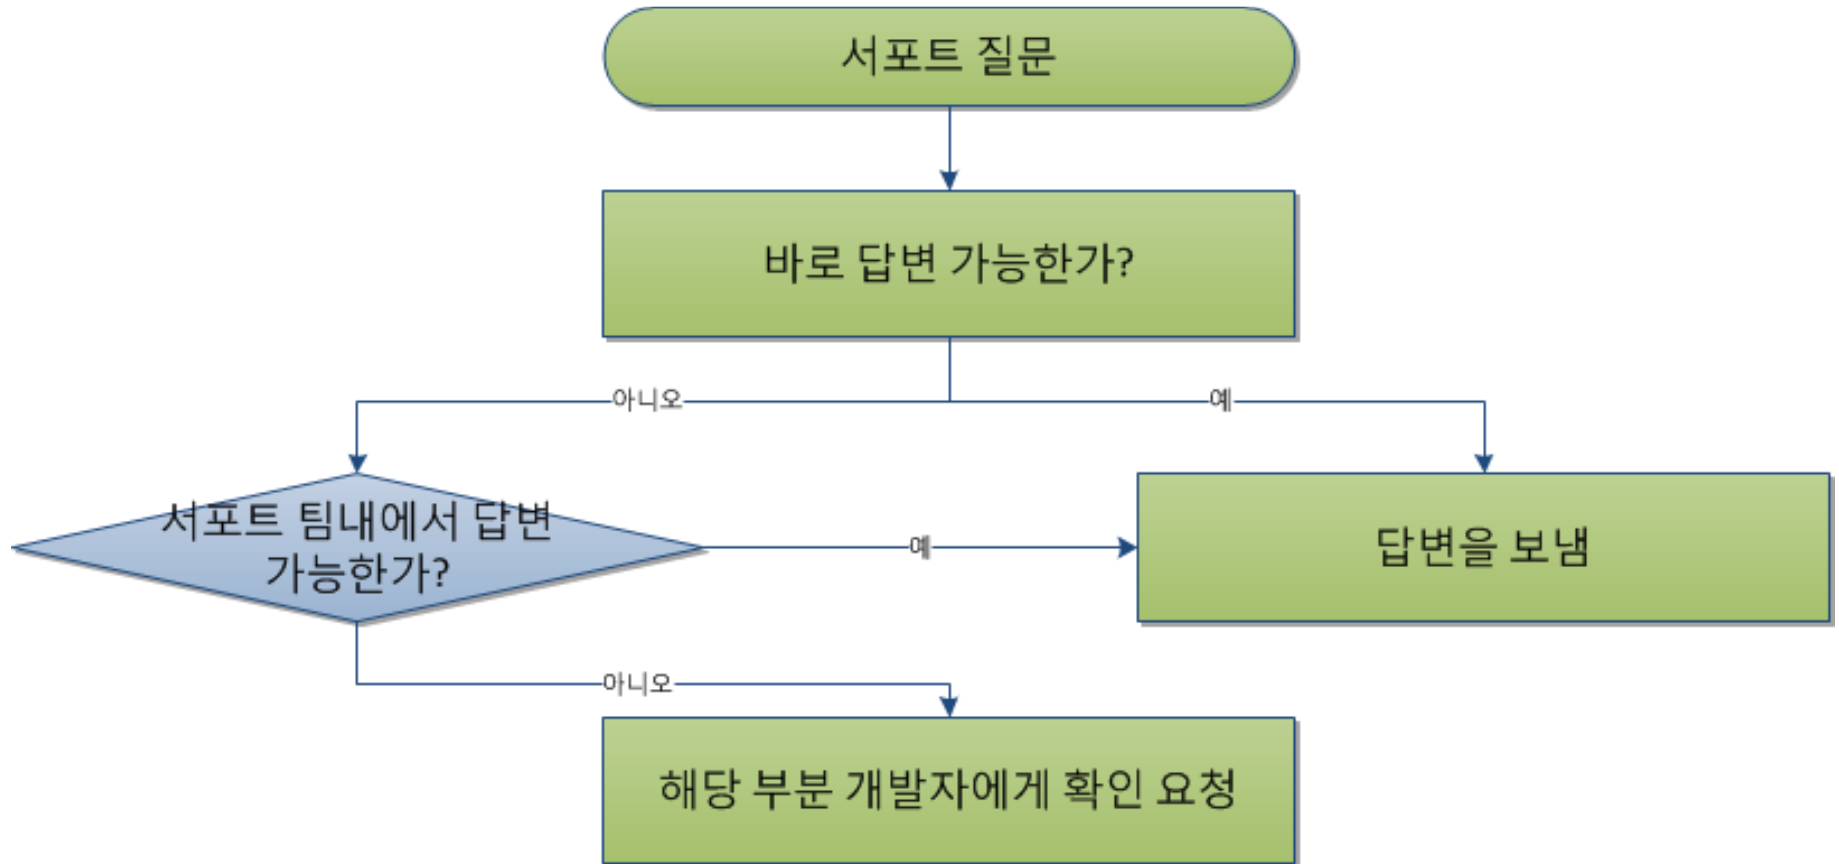 서포트 질문
바로 답변 가능한가?
아니오
예
서포트 팀내에서 답변
가능한가?
예
답변을 보냄
아니오
해당 부분 개발자에게 확인 요청